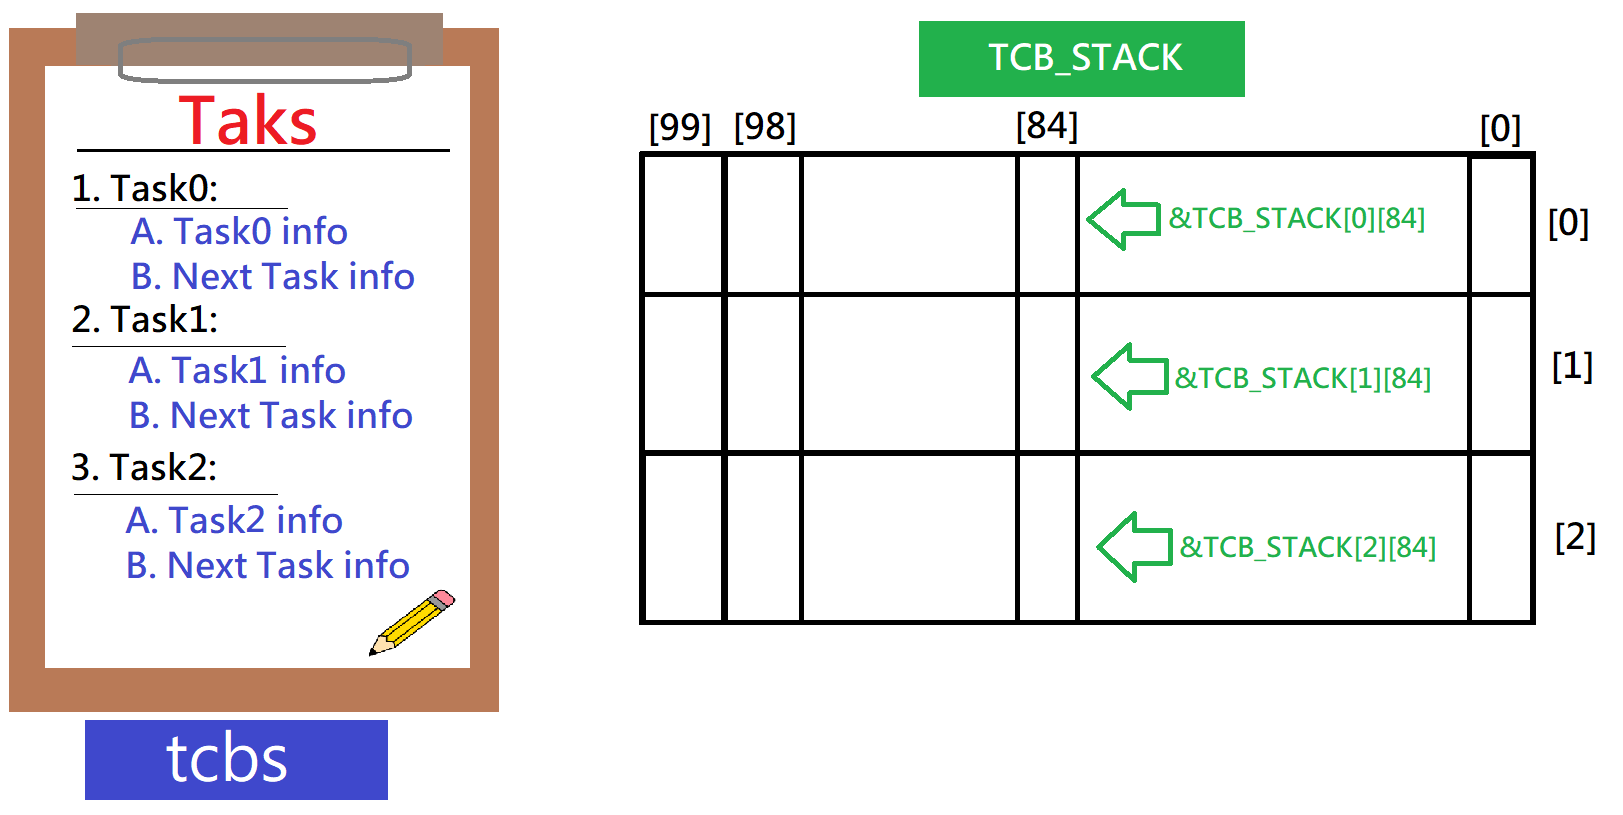 Taks
1. Task0:
A. Task0 info
B. Next Task info
2. Task1:
A. Task1 info
B. Next Task info
3. Task2:
A. Task2 info
B. Next Task info
tcbs
TCB_STACK
[99] [98] [84] [0]
&TCB_STACK[0][84] [0]
&TCB_STACK[1][84] [1]
&TCB_STACK[2][84] [2]